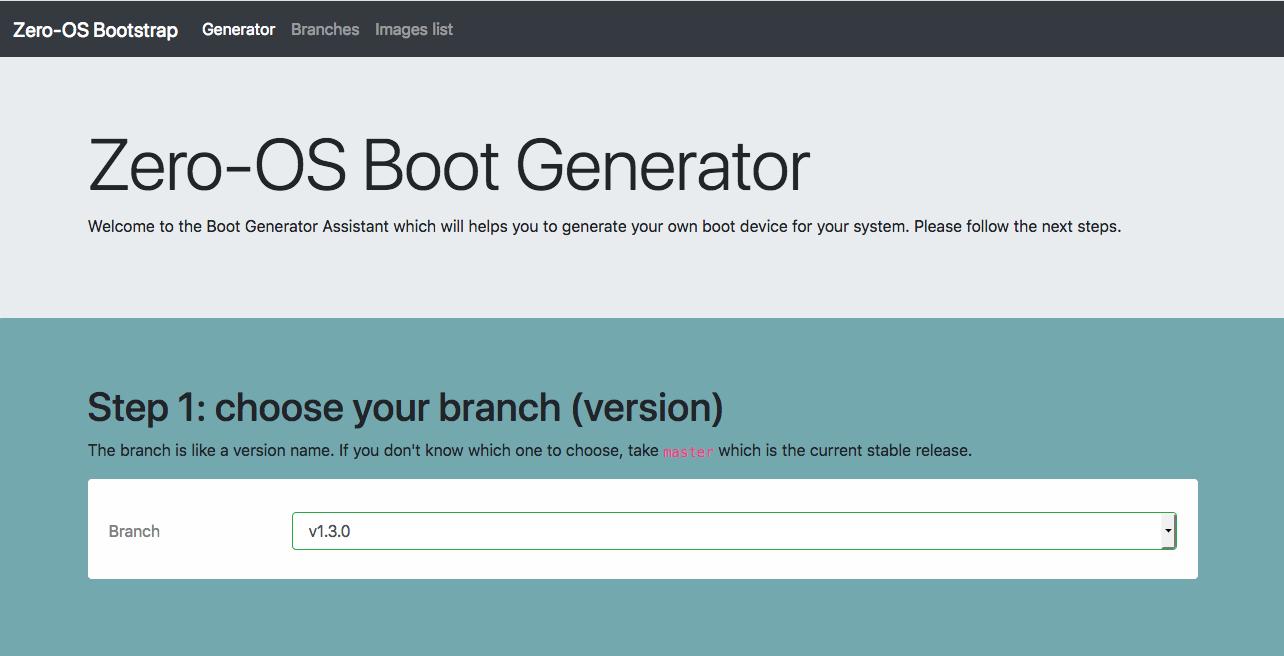 Zero-OS Bootstrap Generator Branches Images list
Zero-OS Boot Generator
Welcome to the Boot Generator Assistant which will helps you to generate your own boot device for your system. Please follow the next steps.
Step 1: choose your branch (version)
The branch is like a version name. If you don't know which one to choose, take master which is the current stable release.
Branch v1.3.0